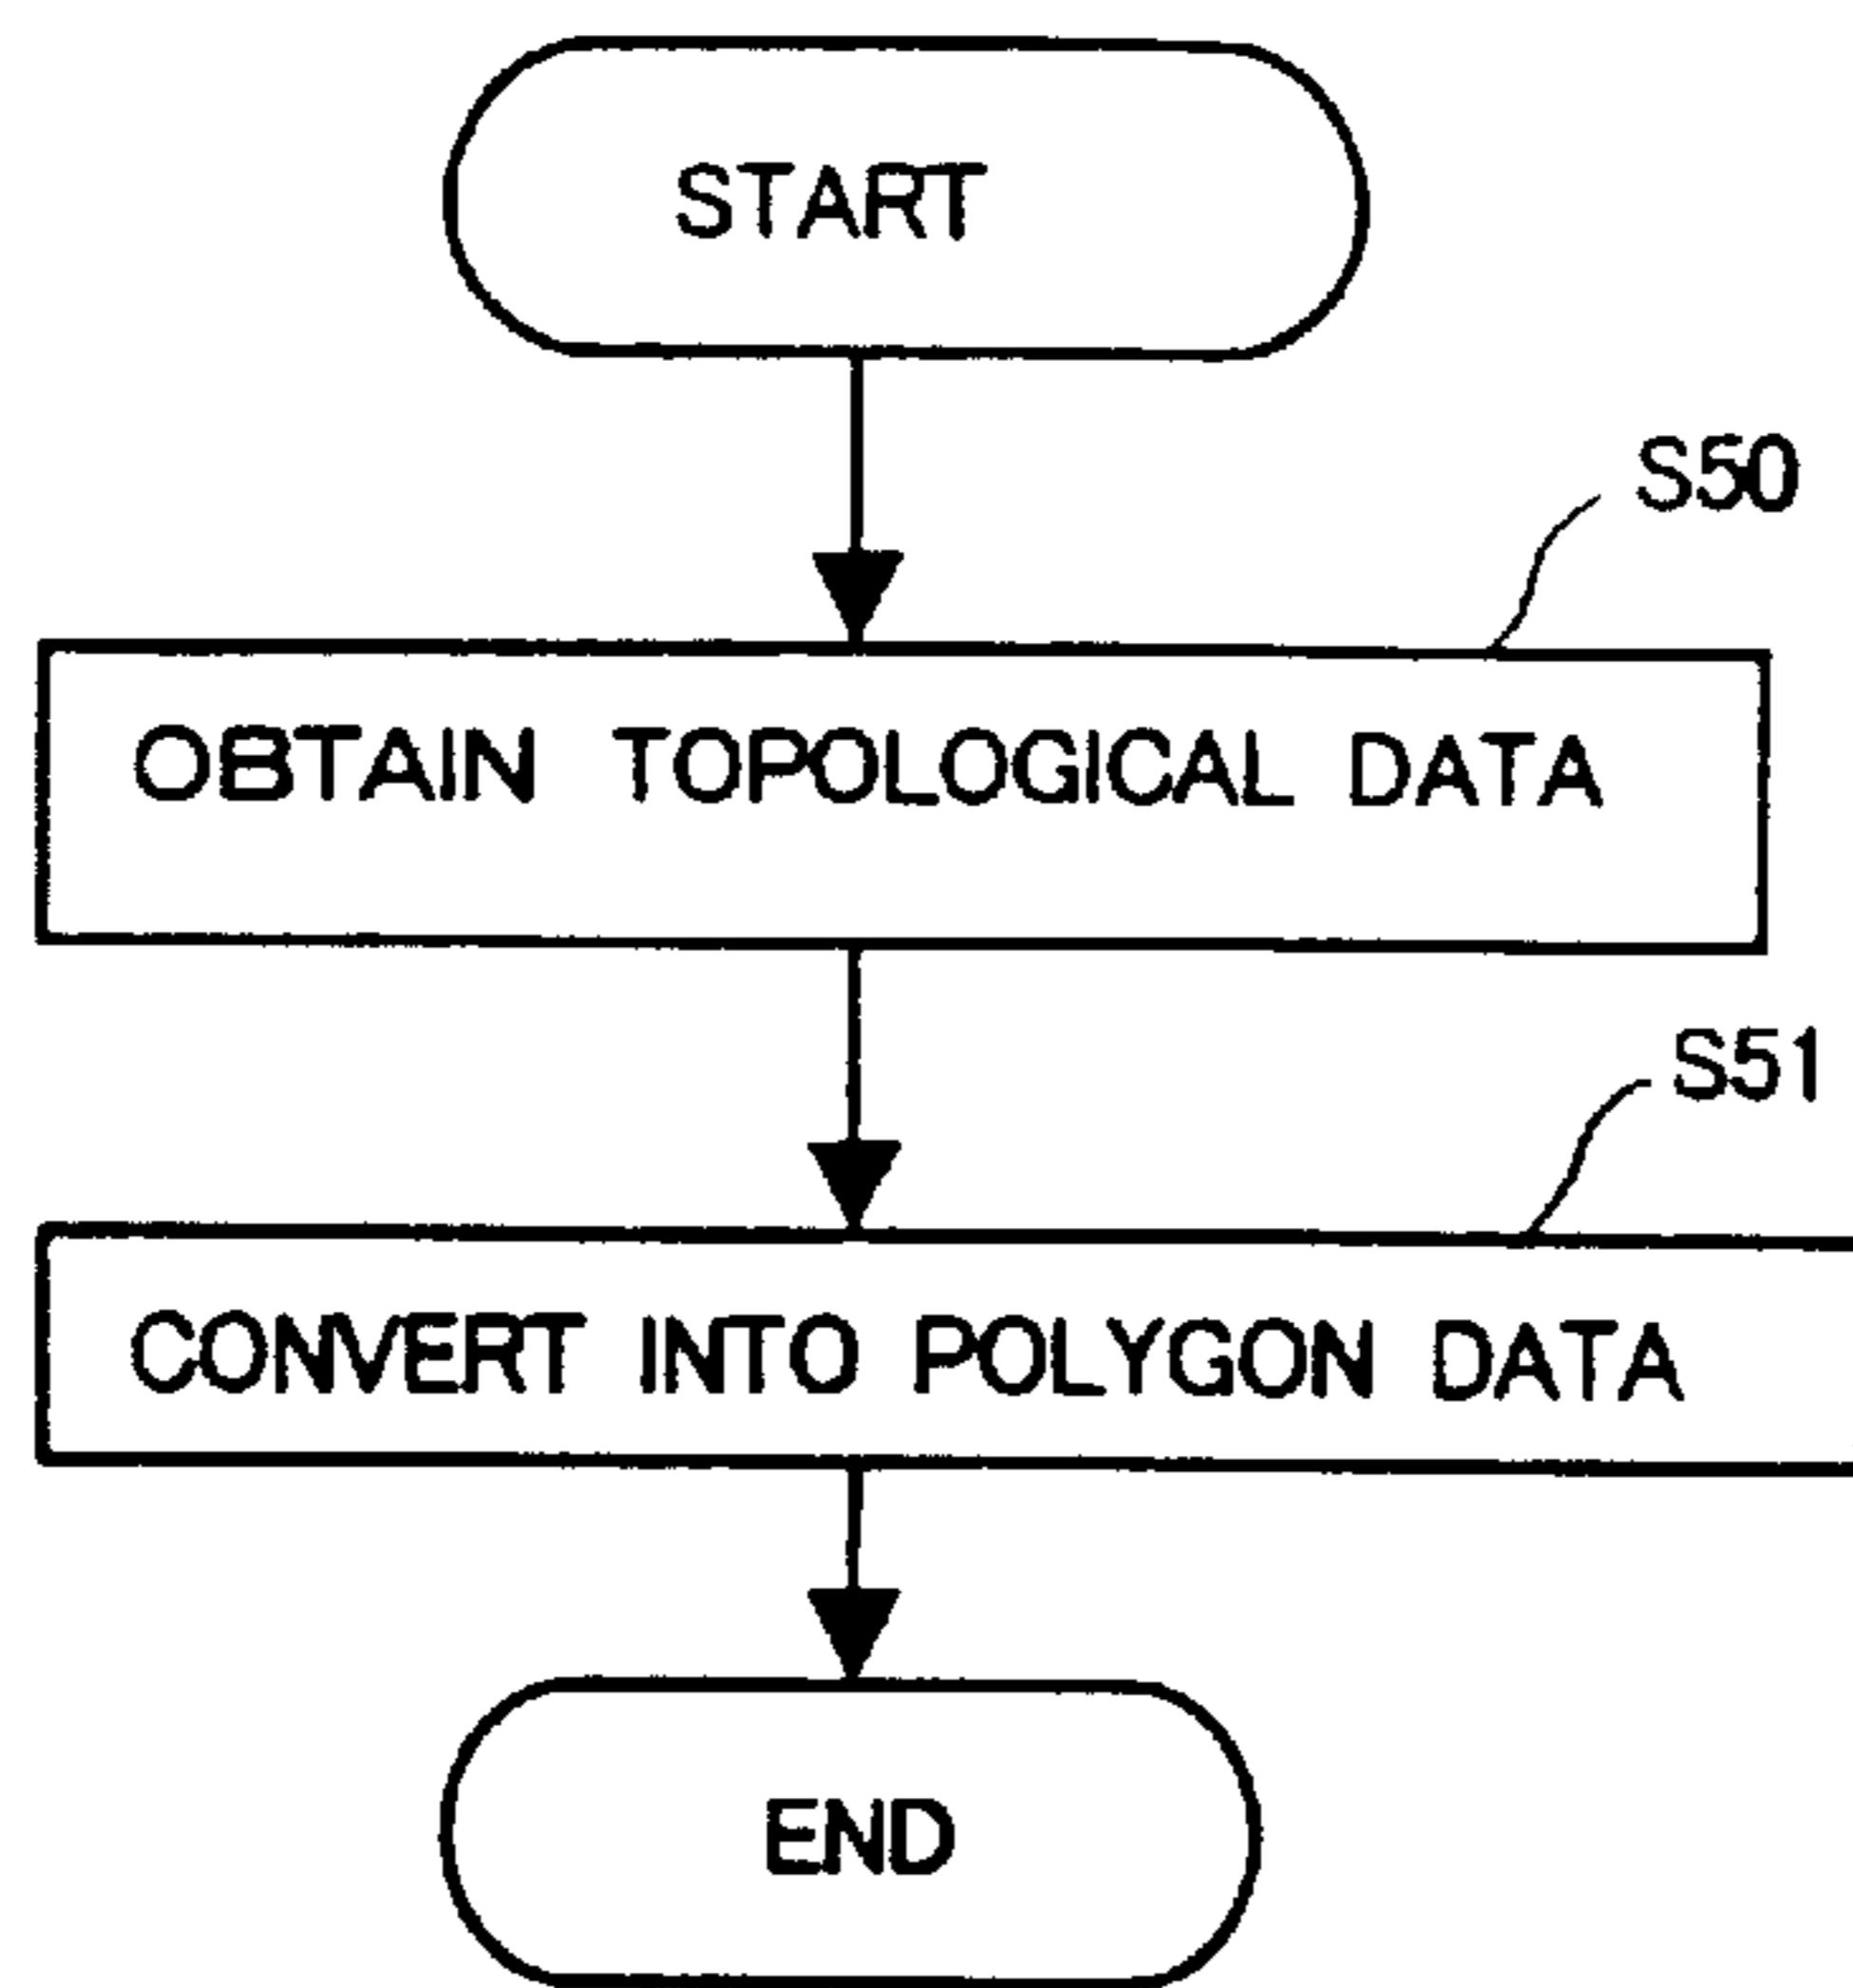 START
S50
OBTAIN TOPOLOGICAL DATA
S51
CONVERT INTO POLYGON DATA
END